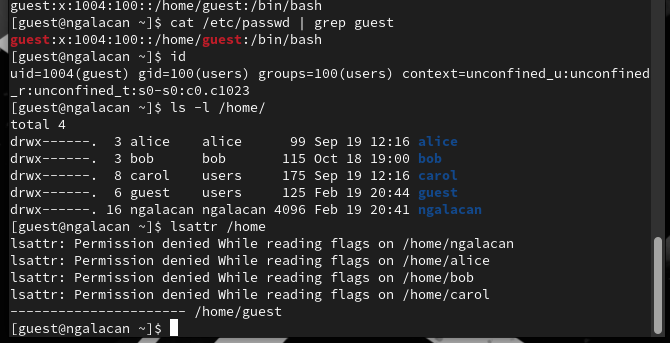 guest:x:1004:100::/home/guest:/bin/bash
[guest@ngalacan ~]$ cat /etc/passwd | grep guest
guest:x:1004:100::/home/guest:/bin/bash
[guest@ngalacan ~]$ id
uid=1004(guest) gid=100(users) groups=100(users) context=unconfined_u:unconfined
_r:unconfined_t:s0-s0:c0.c1023
[guest@ngalacan ~]$ ls -l /home/
total 4
drwx------.  3 alice    alice      99 Sep 19 12:16 alice
drwx------.  3 bob      bob       115 Oct 18 19:00 bob
drwx------.  8 carol    users     175 Sep 19 12:16 carol
drwx------.  6 guest    users     125 Feb 19 20:44 guest
drwx------. 16 ngalacan ngalacan 4096 Feb 19 20:41 ngalacan
[guest@ngalacan ~]$ lsattr /home
lsattr: Permission denied While reading flags on /home/ngalacan
lsattr: Permission denied While reading flags on /home/alice
lsattr: Permission denied While reading flags on /home/bob
lsattr: Permission denied While reading flags on /home/carol
---------------------- /home/guest
[guest@ngalacan ~]$